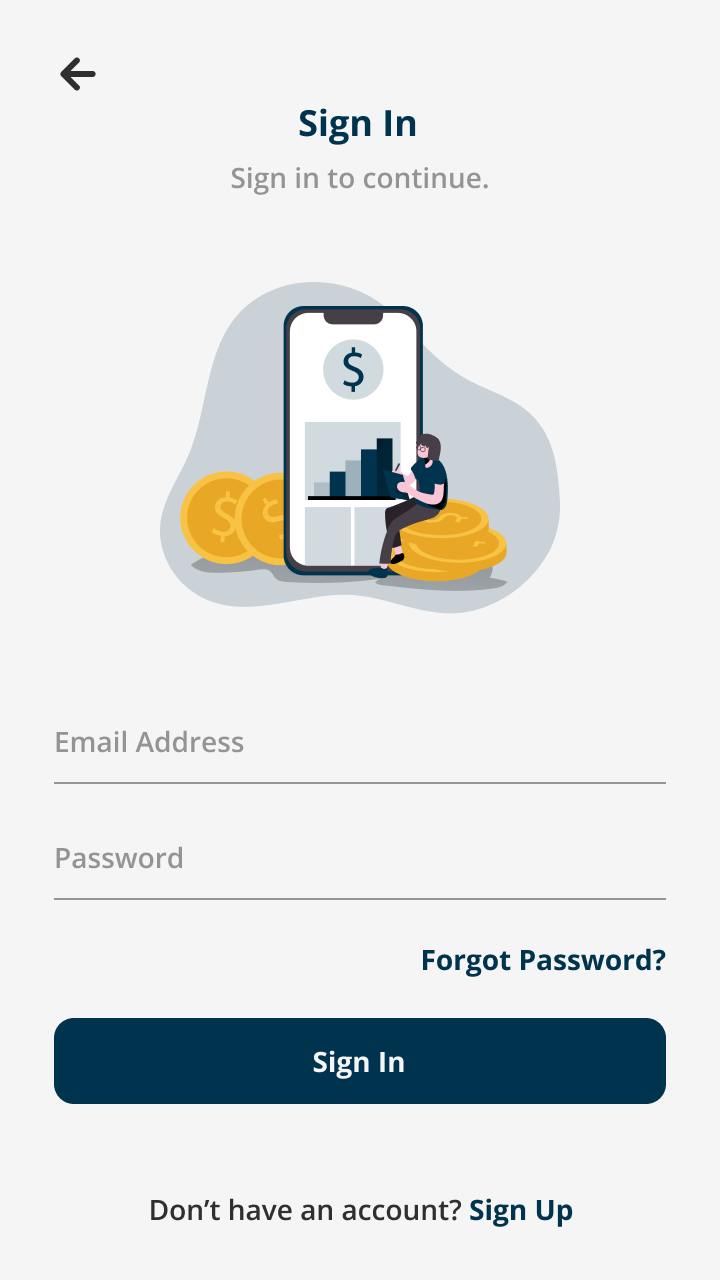 Sign In
Sign in to continue.
$
$
Email Address
Password
Forgot Password?
Sign In
Don’t have an account? Sign Up